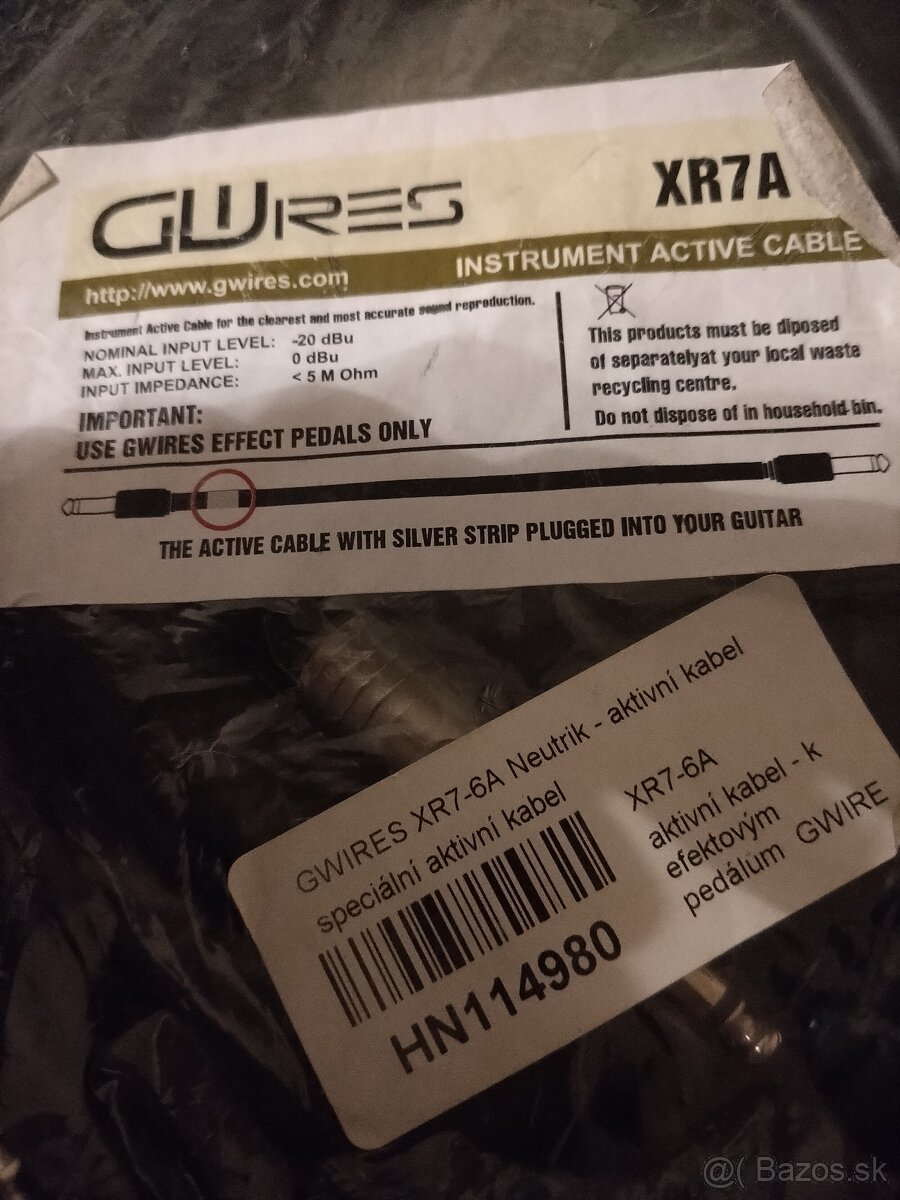 GWIRES
XR7A
http://www.gwires.com
INSTRUMENT ACTIVE CABLE
Instrument Active Cable for the clearest and most accurate sound reproduction.
NOMINAL INPUT LEVEL: -20 dBu
MAX. INPUT LEVEL: 0 dBu
INPUT IMPEDANCE: < 5 M Ohm
IMPORTANT:
USE GWIRES EFFECT PEDALS ONLY
This products must be diposed
of separatelyat your local waste
recycling centre.
Do not dispose of in household bin.
THE ACTIVE CABLE WITH SILVER STRIP PLUGGED INTO YOUR GUITAR
GWIRES XR7-6A Neutrik - aktivní kabel
speciální aktivní kabel
XR7-6A
aktivní kabel - k
efektovým
pedálům GWIRE
HN114980
@( Bazos.sk